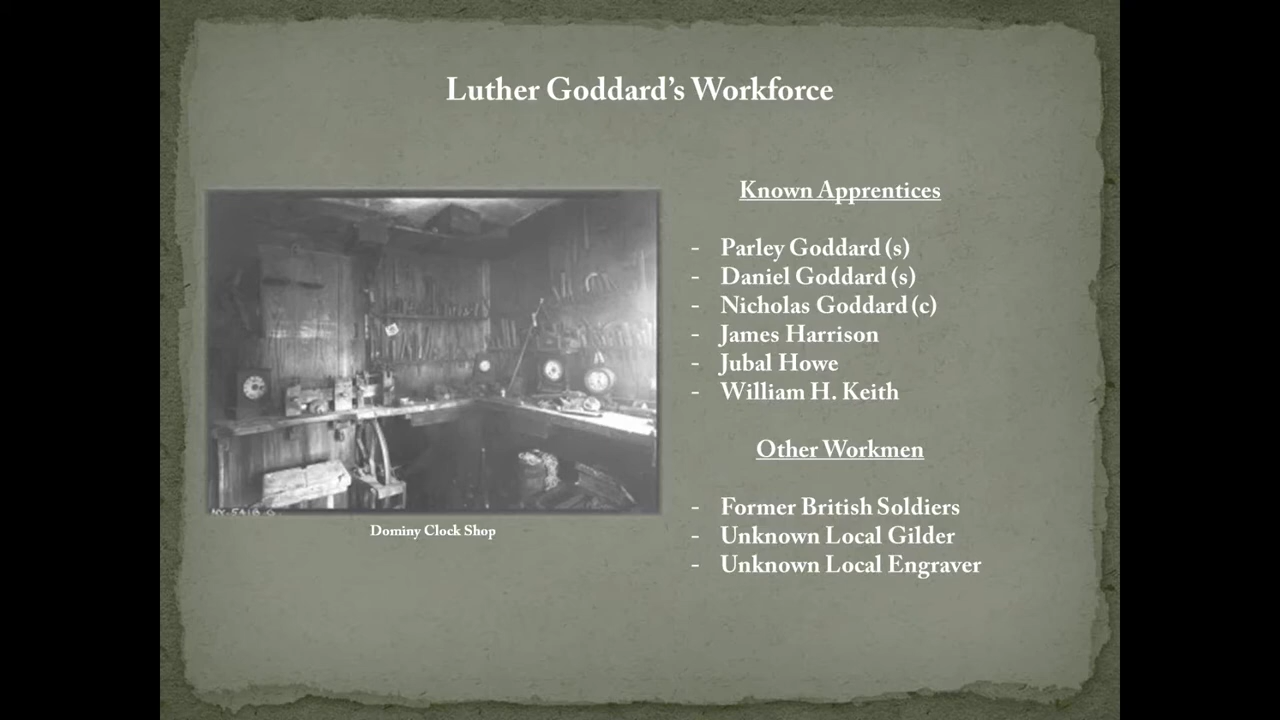 Luther Goddard's Workforce
Known Apprentices
- Parley Goddard (s)
- Daniel Goddard (s)
- Nicholas Goddard (c)
- James Harrison
- Jubal Howe
- William H. Keith
Other Workmen
- Former British Soldiers
- Unknown Local Gilder
- Unknown Local Engraver
Dominy Clock Shop